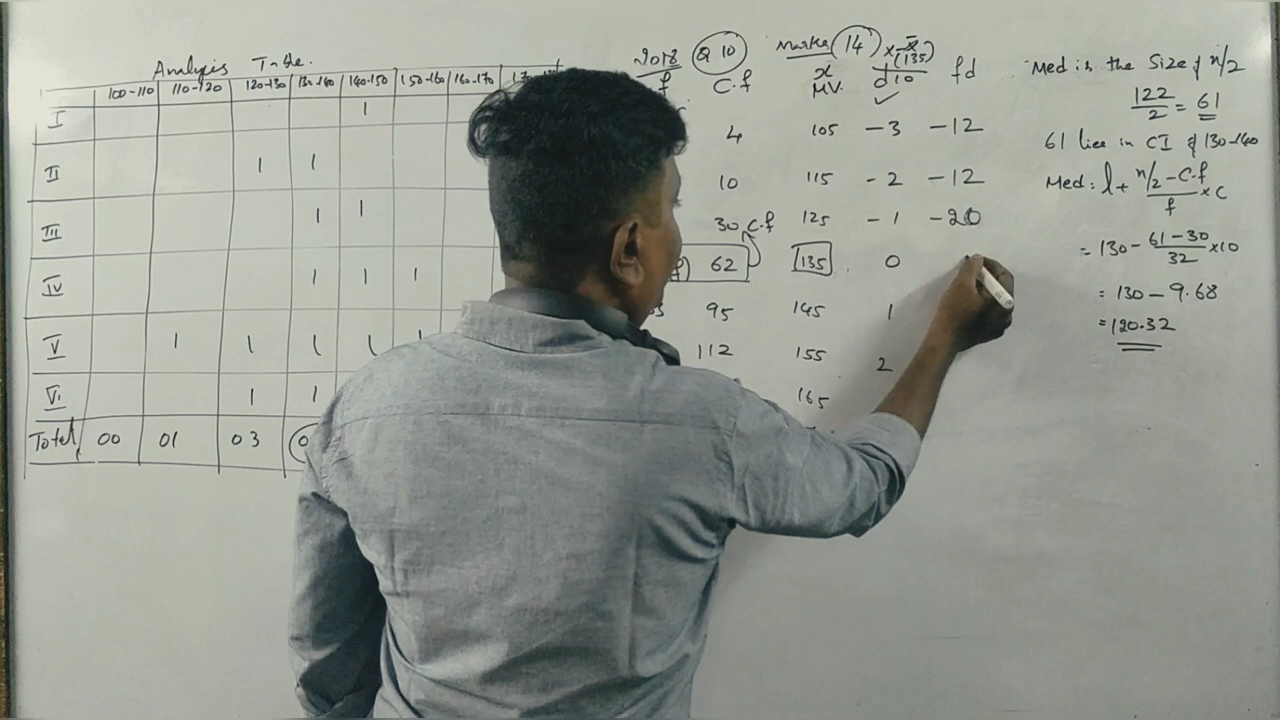 Analysis Table.
100-110 110-120 120-130 130-140 140-150 150-160 160-170
I 1
II 1 1
III 1 1
IV 1 1 1
V 1 1 1 1 1
VI 1 1
Total 00 01 03
f Q 10
C.f
4
10
30 C.f
62
95
112
Marks (14)
x
MV.
105
115
125
135
145
155
165
(135)
d 10
✓
-3
-2
-1
0
1
2
fd
-12
-12
-20
Med is the Size of n/2
122/2 = 61
61 lies in CI of 130-140
Med: l + n/2 - C.f / f × C
= 130 - 61-30 / 32 ×10
= 130 - 9.68
= 120.32